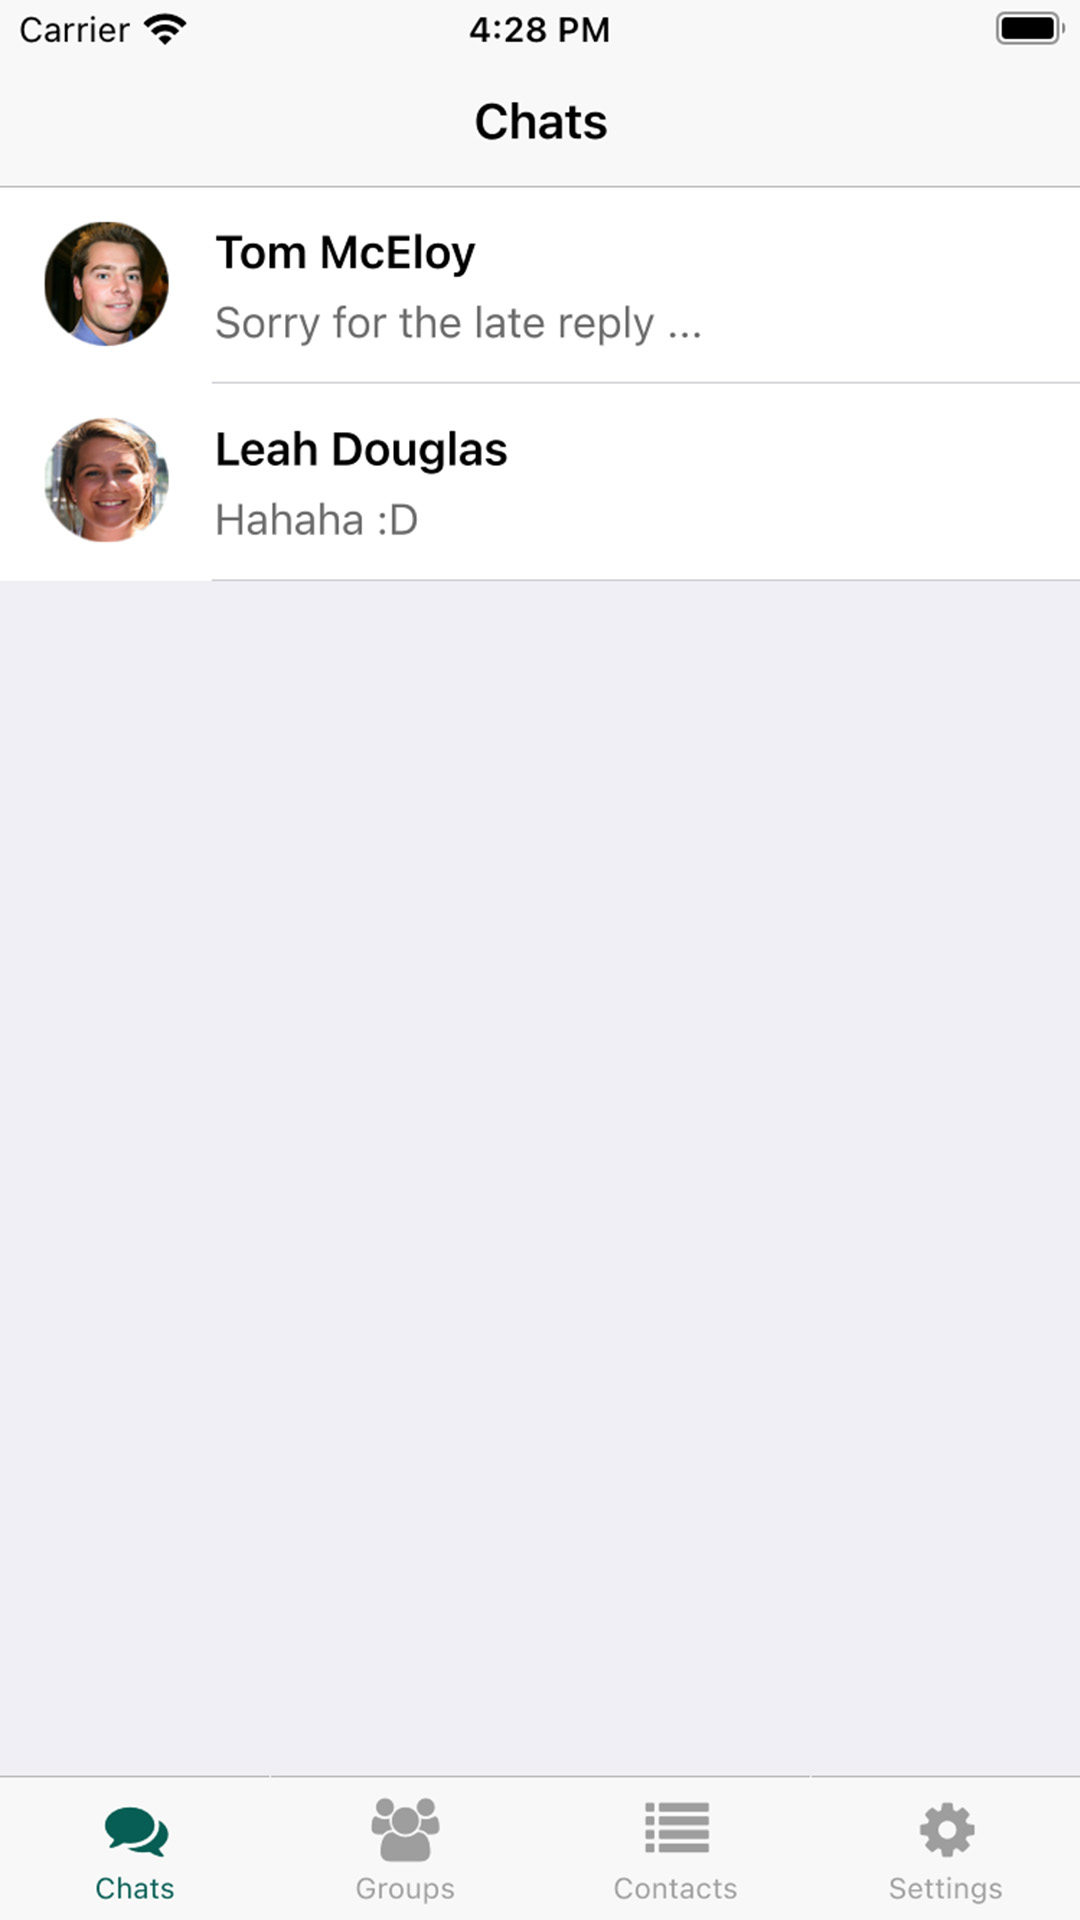 Carrier 4:28 PM
Chats
Tom McEloy
Sorry for the late reply ...
Leah Douglas
Hahaha :D
Chats Groups Contacts Settings